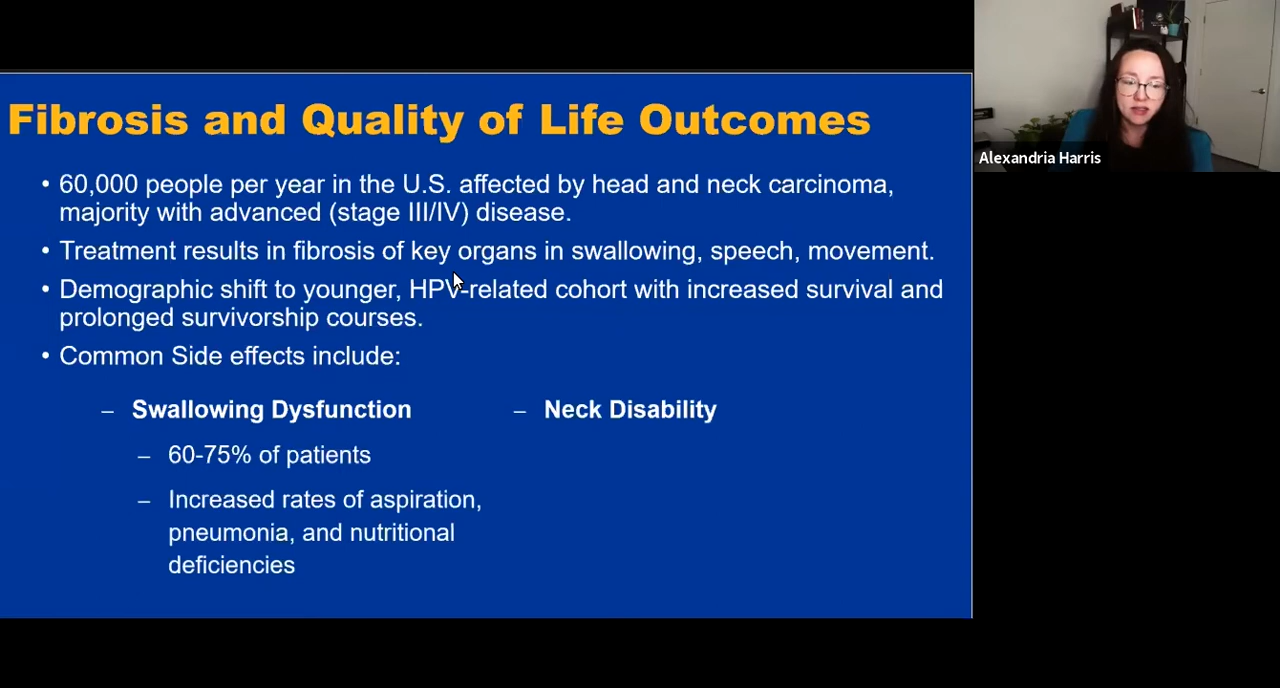 Fibrosis and Quality of Life Outcomes
• 60,000 people per year in the U.S. affected by head and neck carcinoma,
majority with advanced (stage III/IV) disease.
• Treatment results in fibrosis of key organs in swallowing, speech, movement.
• Demographic shift to younger, HPV-related cohort with increased survival and
prolonged survivorship courses.
• Common Side effects include:
– Swallowing Dysfunction
– 60-75% of patients
– Increased rates of aspiration,
pneumonia, and nutritional
deficiencies
– Neck Disability
Alexandria Harris